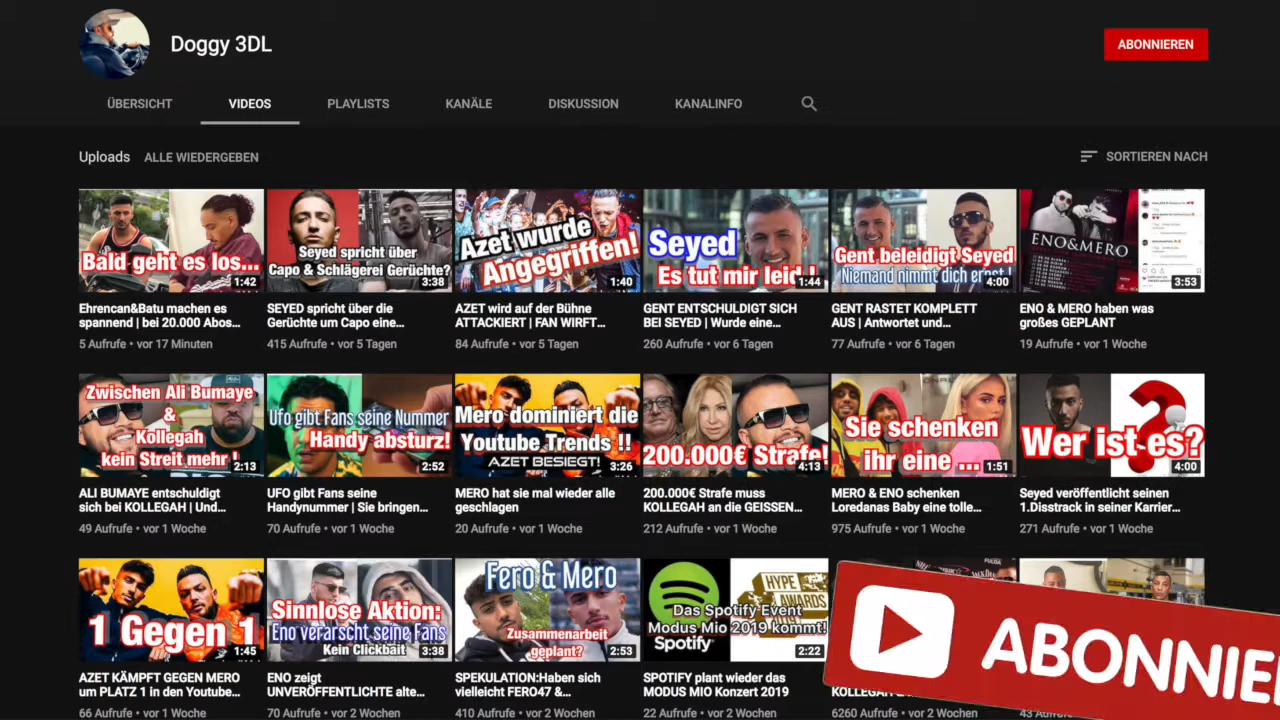 Doggy 3DL
ABONNIEREN
ÜBERSICHT
VIDEOS
PLAYLISTS
KANÄLE
DISKUSSION
KANALINFO
Uploads
ALLE WIEDERGEBEN
SORTIEREN NACH
Bald geht es los...
1:42
Seyed spricht über
Capo & Schlägerei Gerüchte?
3:38
Azet wurde
Angegriffen!
1:40
Seyed
Es tut mir leid !
1:44
Gent beleidigt Seyed
Niemand nimmt dich ernst !
4:00
ENO&MERO
3:53
Ehrencan&Batu machen es
spannend | bei 20.000 Abos...
5 Aufrufe • vor 17 Minuten
SEYED spricht über die
Gerüchte um Capo eine...
415 Aufrufe • vor 5 Tagen
AZET wird auf der Bühne
ATTACKIERT | FAN WIRFT...
84 Aufrufe • vor 5 Tagen
GENT ENTSCHULDIGT SICH
BEI SEYED | Wurde eine...
260 Aufrufe • vor 6 Tagen
GENT RASTET KOMPLETT
AUS | Antwortet und...
77 Aufrufe • vor 6 Tagen
ENO & MERO haben was
großes GEPLANT
19 Aufrufe • vor 1 Woche
Zwischen Ali Bumaye
&
Kollegah
kein Streit mehr !
2:13
Ufo gibt Fans seine Nummer
Handy absturz!
2:52
Mero dominiert die
Youtube Trends !!
AZET BESIEGT!
3:26
200.000€ Strafe!
4:13
Sie schenken
ihr eine ...
1:51
Wer ist es?
4:00
ALI BUMAYE entschuldigt
sich bei KOLLEGAH | Und...
49 Aufrufe • vor 1 Woche
UFO gibt Fans seine
Handynummer | Sie bringen...
70 Aufrufe • vor 1 Woche
MERO hat sie mal wieder alle
geschlagen
20 Aufrufe • vor 1 Woche
200.000€ Strafe muss
KOLLEGAH an die GEISSEN...
212 Aufrufe • vor 1 Woche
MERO & ENO schenken
Loredanas Baby eine tolle...
975 Aufrufe • vor 1 Woche
Seyed veröffentlicht seinen
1.Disstrack in seiner Karrier...
271 Aufrufe • vor 1 Woche
1 Gegen 1
1:45
Sinnlose Aktion:
Eno verarscht seine Fans
Kein Clickbait
3:38
Fero & Mero
Zusammenarbeit
geplant?
2:53
HYPE
AWARDS
Das Spotify Event
Modus Mio 2019 kommt!
Spotify
2:22
ABONNIE
AZET KÄMPFT GEGEN MERO
um PLATZ 1 in den Youtube...
66 Aufrufe • vor 1 Woche
ENO zeigt
UNVERÖFFENTLICHTE alte...
70 Aufrufe • vor 2 Wochen
SPEKULATION:Haben sich
vielleicht FERO47 &...
410 Aufrufe • vor 2 Wochen
SPOTIFY plant wieder das
MODUS MIO Konzert 2019
22 Aufrufe • vor 2 Wochen
6260 Aufrufe • vor 2 Wochen